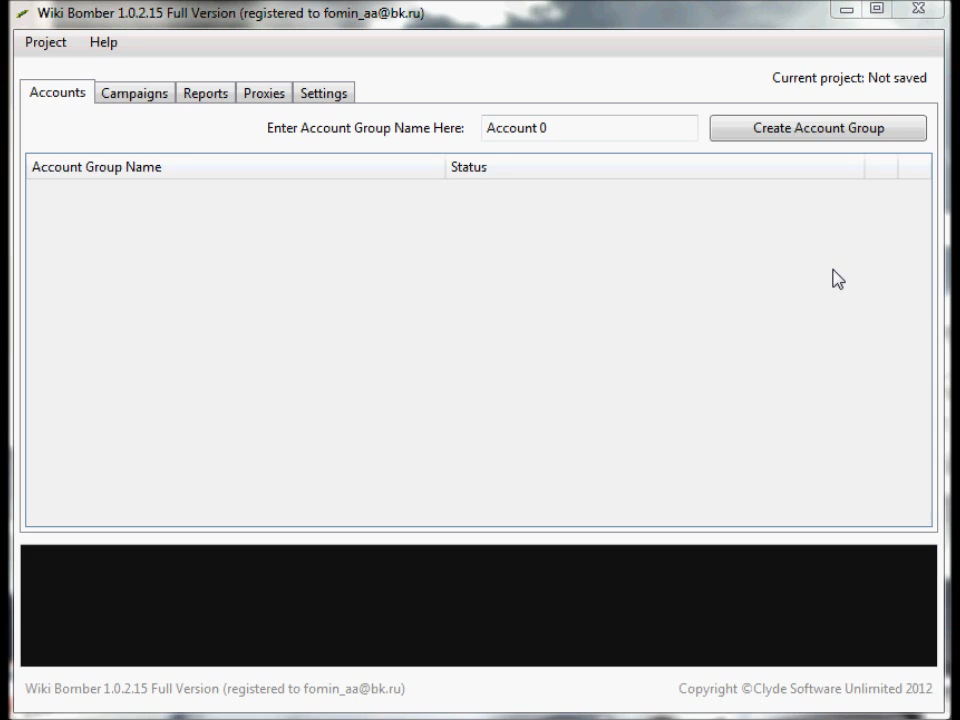 Wiki Bomber 1.0.2.15 Full Version (registered to fomin_aa@bk.ru)
Project Help
Current project: Not saved
Accounts Campaigns Reports Proxies Settings
Enter Account Group Name Here: Account 0 Create Account Group
Account Group Name Status
Wiki Bomber 1.0.2.15 Full Version (registered to fomin_aa@bk.ru) Copyright ©Clyde Software Unlimited 2012